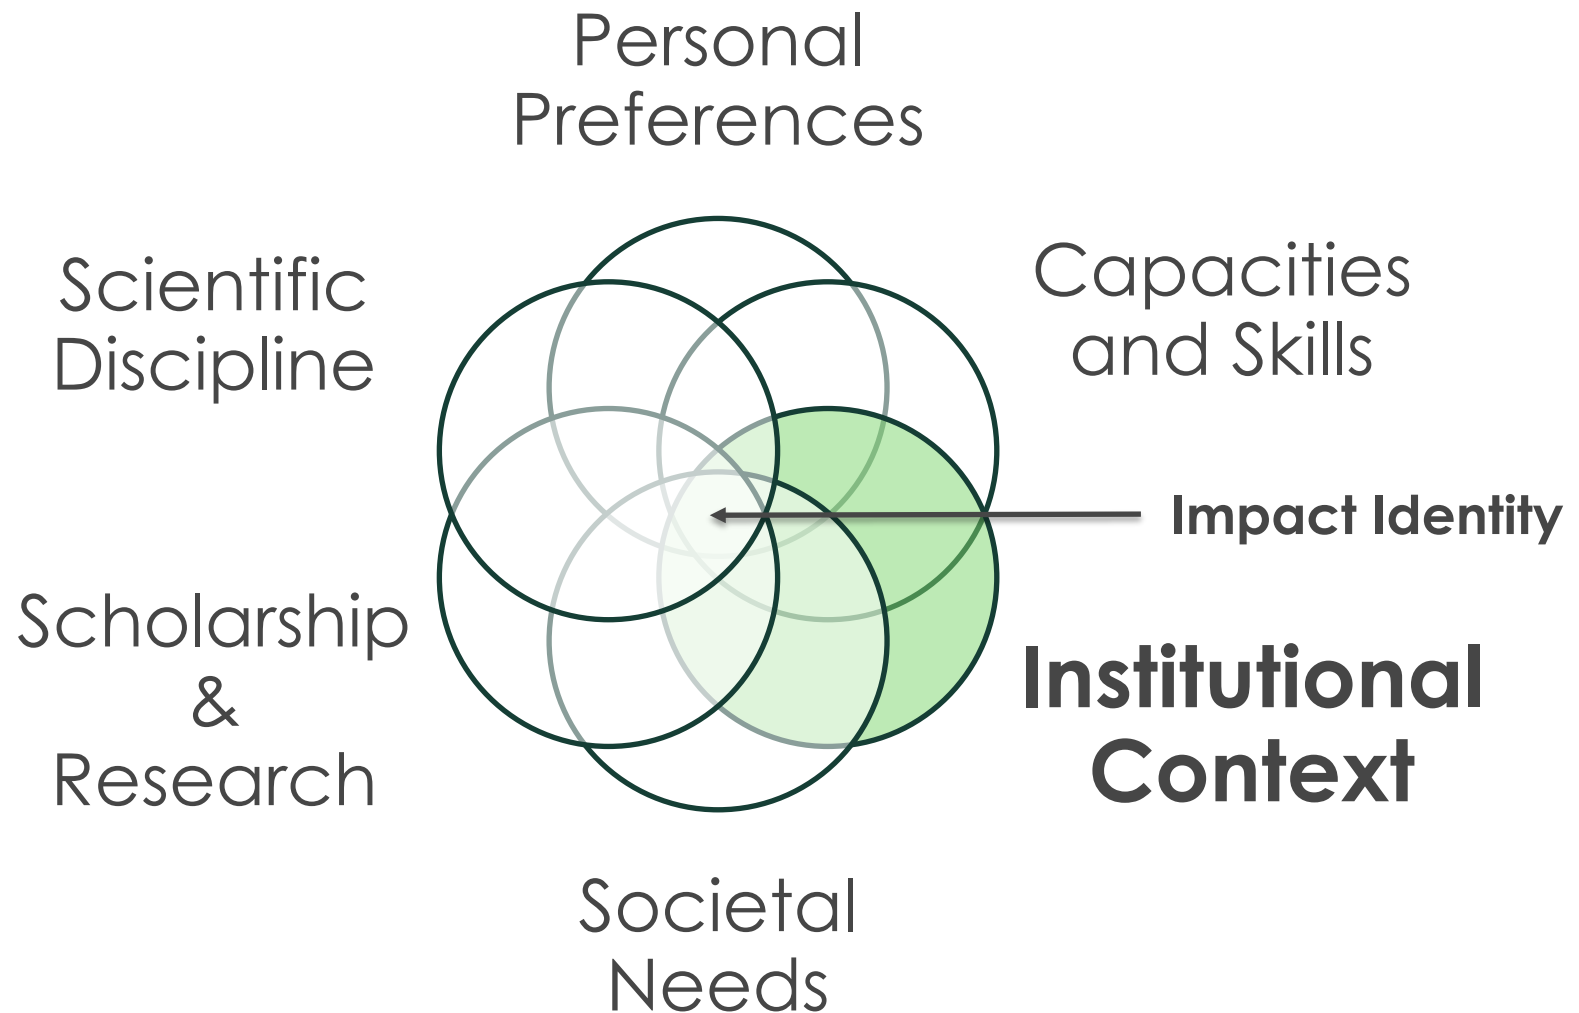 Personal
Preferences
Scientific
Discipline
Capacities
and Skills
Impact Identity
Scholarship
&
Research
Institutional
Context
Societal
Needs